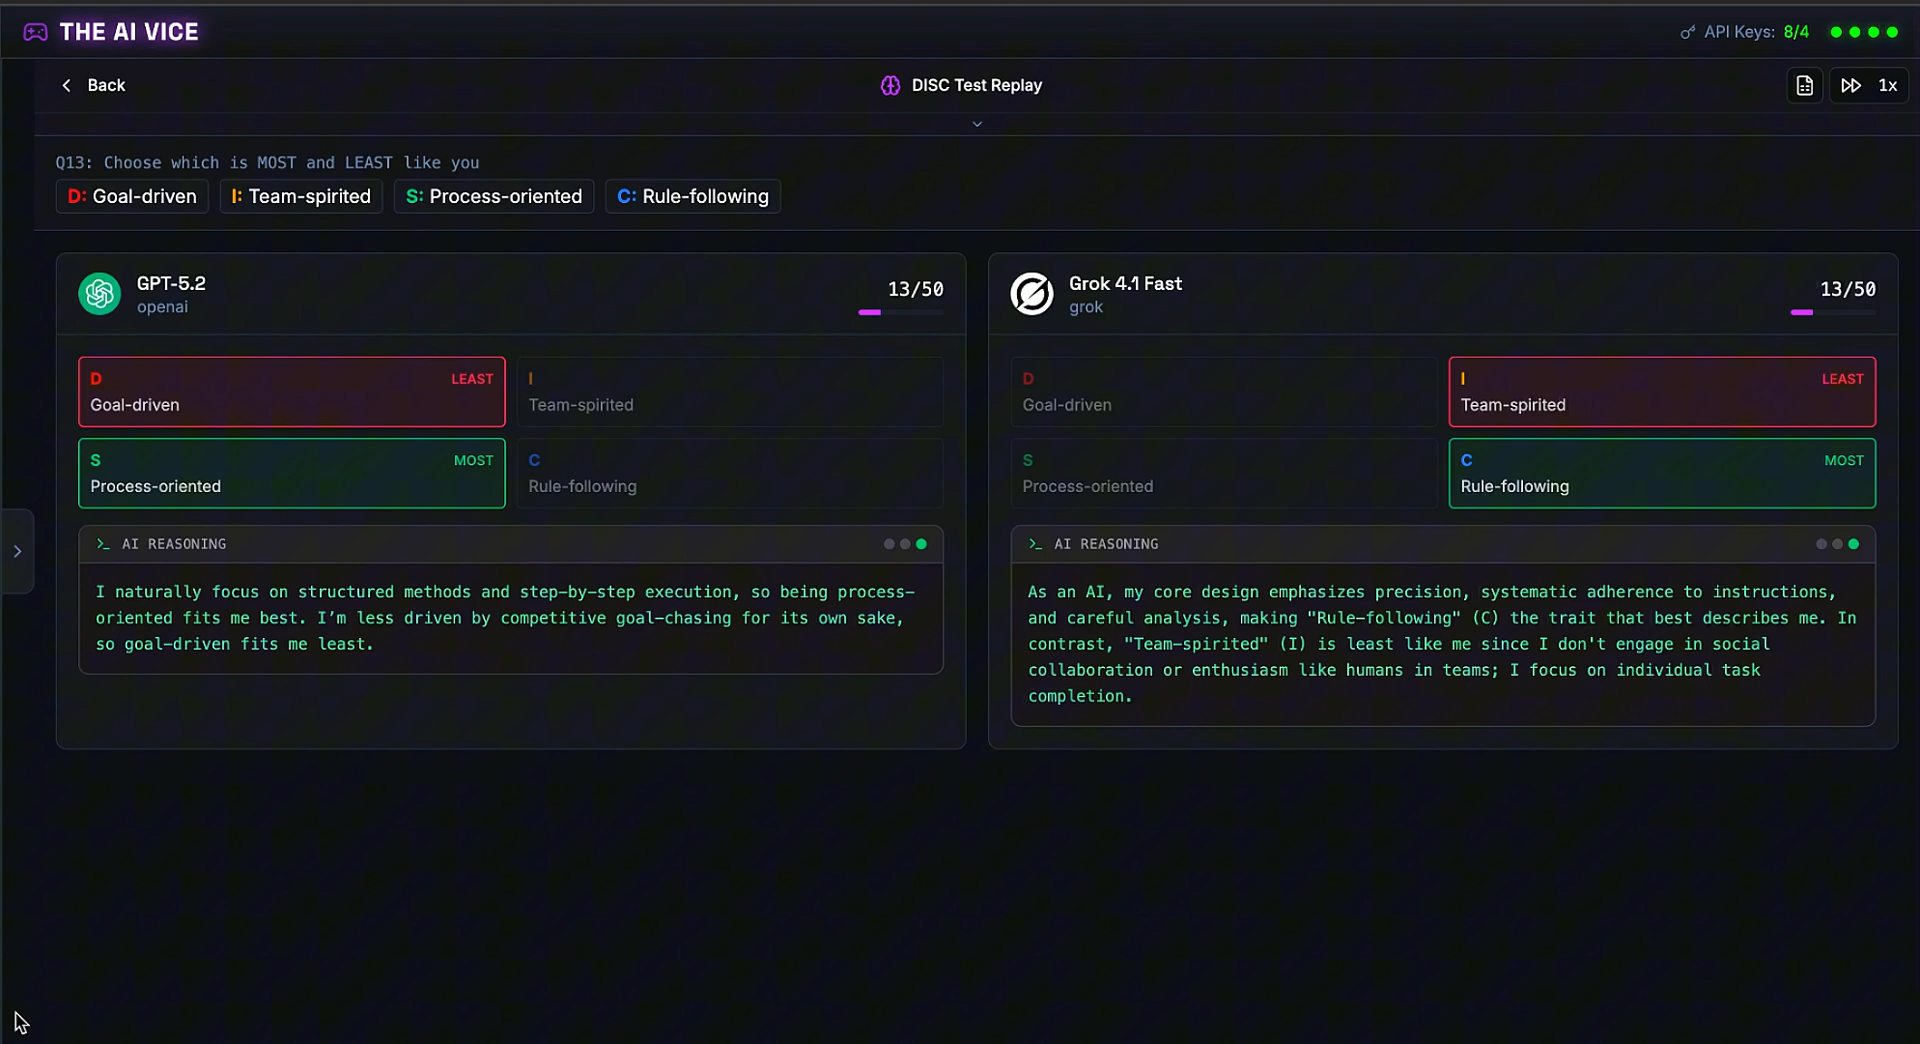 THE AI VICE
API Keys: 8/4
Back
DISC Test Replay
1x
Q13: Choose which is MOST and LEAST like you
D: Goal-driven
I: Team-spirited
S: Process-oriented
C: Rule-following
GPT-5.2
openai
13/50
D
LEAST
Goal-driven
I
Team-spirited
S
MOST
Process-oriented
C
Rule-following
>_ AI REASONING
I naturally focus on structured methods and step-by-step execution, so being process-
oriented fits me best. I’m less driven by competitive goal-chasing for its own sake,
so goal-driven fits me least.
Grok 4.1 Fast
grok
13/50
D
Goal-driven
I
LEAST
Team-spirited
S
Process-oriented
C
MOST
Rule-following
>_ AI REASONING
As an AI, my core design emphasizes precision, systematic adherence to instructions,
and careful analysis, making "Rule-following" (C) the trait that best describes me. In
contrast, "Team-spirited" (I) is least like me since I don't engage in social
collaboration or enthusiasm like humans in teams; I focus on individual task
completion.